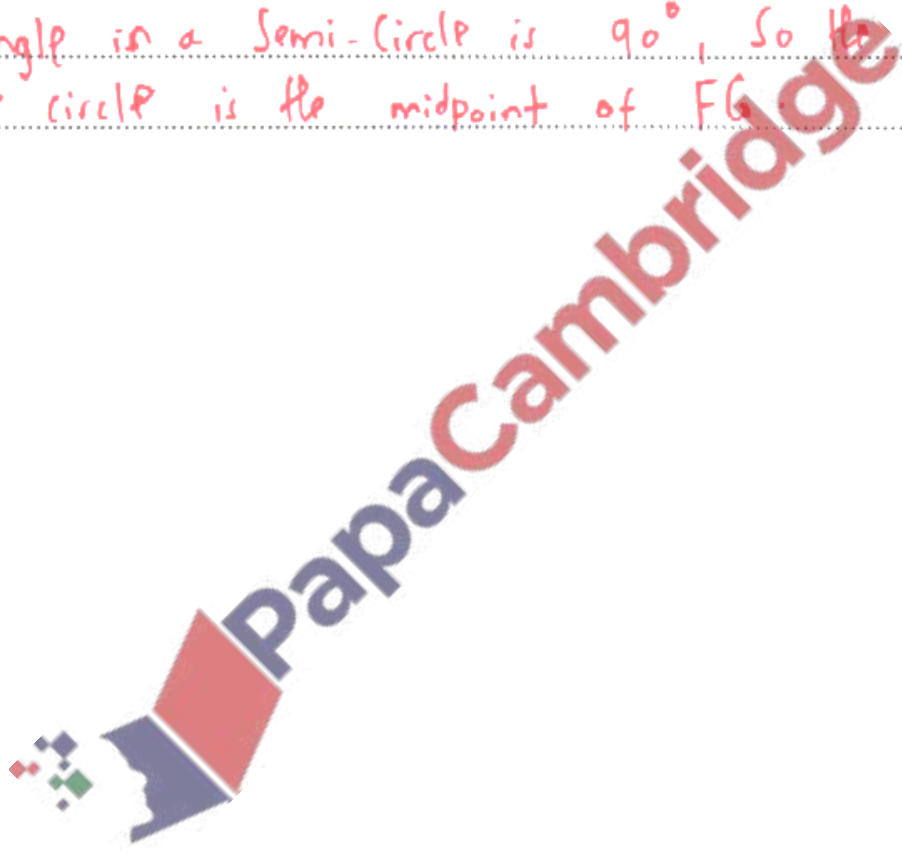 ngle in a Semi-Circle is 90°, So the
circle is the midpoint of FG.
PapaCambridge